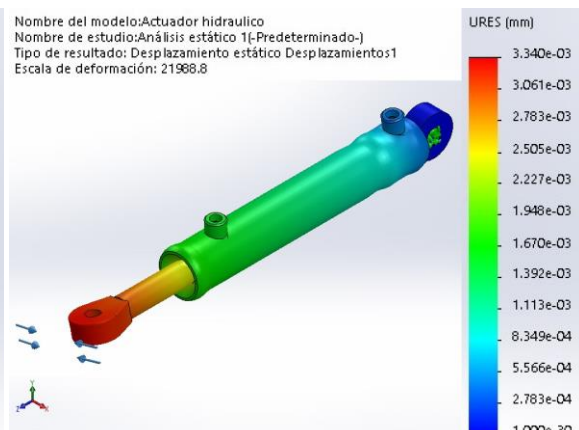 Nombre del modelo:Actuador hidraulico
Nombre de estudio:Análisis estático 1(-Predeterminado-)
Tipo de resultado: Desplazamiento estático Desplazamientos1
Escala de deformación: 21988.8
URES (mm)
3.340e-03
3.061e-03
2.783e-03
2.505e-03
2.227e-03
1.948e-03
1.670e-03
1.392e-03
1.113e-03
8.349e-04
5.566e-04
2.783e-04
1.000e-30